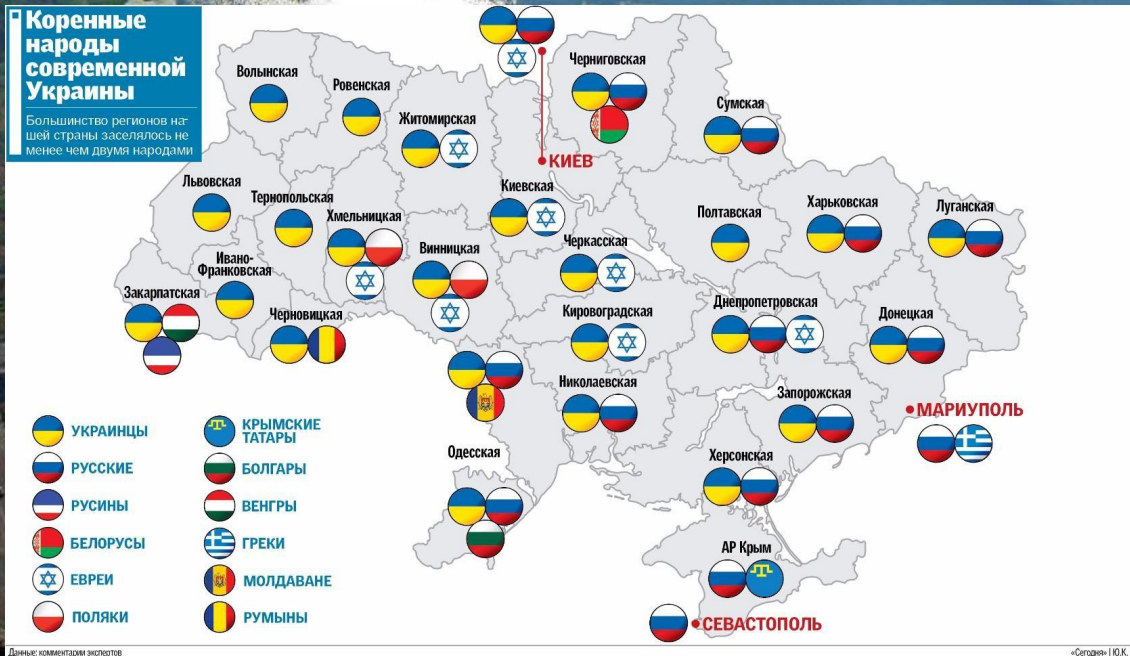 Коренные
народы
современной
Украины
Большинство регионов на-
шей страны заселялось не
менее чем двумя народами
Волынская
Ровенская
Житомирская
Черниговская
Сумская
КИЕВ
Киевская
Львовская
Тернопольская
Хмельницкая
Винницкая
Черкасская
Полтавская
Харьковская
Луганская
Ивано-
Франковская
Закарпатская
Черновицкая
Кировоградская
Днепропетровская
Донецкая
Николаевская
Запорожская
МАРИУПОЛЬ
Одесская
Херсонская
АР Крым
СЕВАСТОПОЛЬ
УКРАИНЦЫ
РУССКИЕ
РУСИНЫ
БЕЛОРУСЫ
ЕВРЕИ
ПОЛЯКИ
КРЫМСКИЕ
ТАТАРЫ
БОЛГАРЫ
ВЕНГРЫ
ГРЕКИ
МОЛДАВАНЕ
РУМЫНЫ
Данные: комментарии экспертов
«Сегодня» | Ю.К.